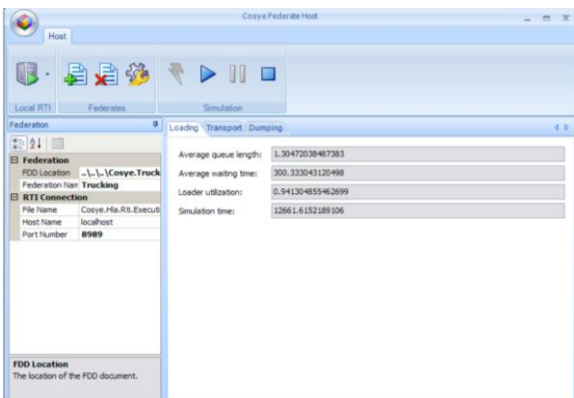 Cosye Federate Host
Host
Local RTI
Federates
Simulation
Federation
Federation
FDD Location ..\..\..\Cosye.Truck
Federation Nam Trucking
RTI Connection
File Name Cosye.Hla.Rti.Executi
Host Name localhost
Port Number 8989
FDD Location
The location of the FDD document.
Loading Transport Dumping
Average queue length: 1.30472038487383
Average waiting time: 300.333043120498
Loader utilization: 0.941304855462699
Simulation time: 12661.6152189106